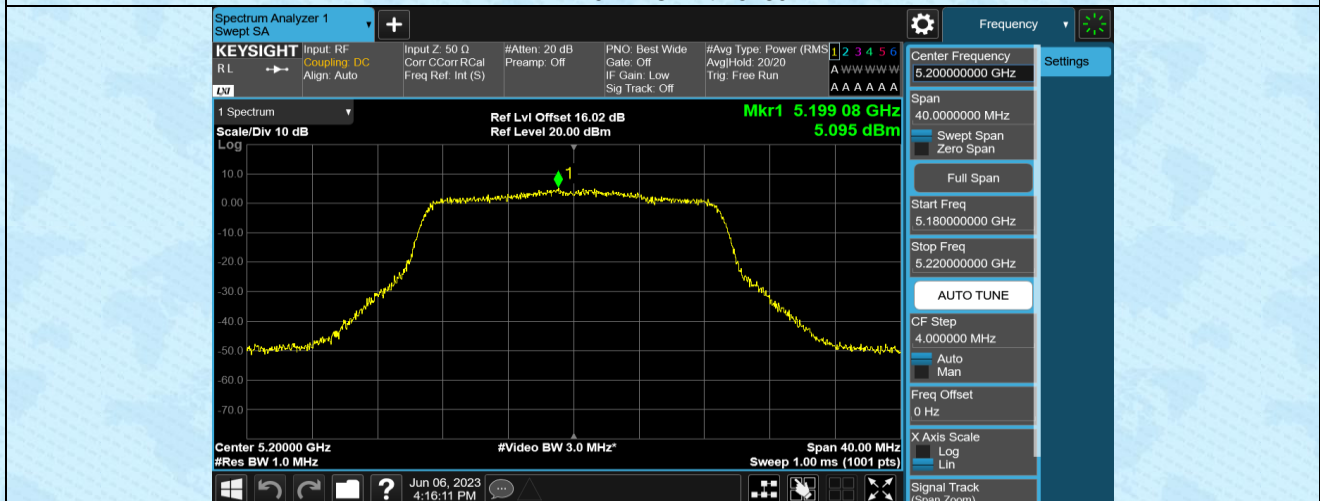 Spectrum Analyzer 1
Swept SA
+
Frequency
KEYSIGHT
RL
LXI
Input: RF
Coupling: DC
Align: Auto
Input Z: 50 Ω
Corr CCorr RCal
Freq Ref: Int (S)
#Atten: 20 dB
Preamp: Off
PNO: Best Wide
Gate: Off
IF Gain: Low
Sig Track: Off
#Avg Type: Power (RMS
Avg|Hold: 20/20
Trig: Free Run
1 2 3 4 5 6
A W W W W W
A A A A A A
1 Spectrum
Scale/Div 10 dB
Log
Ref Lvl Offset 16.02 dB
Ref Level 20.00 dBm
Mkr1 5.199 08 GHz
5.095 dBm
1
10.0
0.00
-10.0
-20.0
-30.0
-40.0
-50.0
-60.0
-70.0
Center 5.20000 GHz
#Res BW 1.0 MHz
#Video BW 3.0 MHz*
Span 40.00 MHz
Sweep 1.00 ms (1001 pts)
?
Jun 06, 2023
4:16:11 PM
Center Frequency
5.200000000 GHz
Settings
Span
40.0000000 MHz
Swept Span
Zero Span
Full Span
Start Freq
5.180000000 GHz
Stop Freq
5.220000000 GHz
AUTO TUNE
CF Step
4.000000 MHz
Auto
Man
Freq Offset
0 Hz
X Axis Scale
Log
Lin
Signal Track
(Span Zoom)